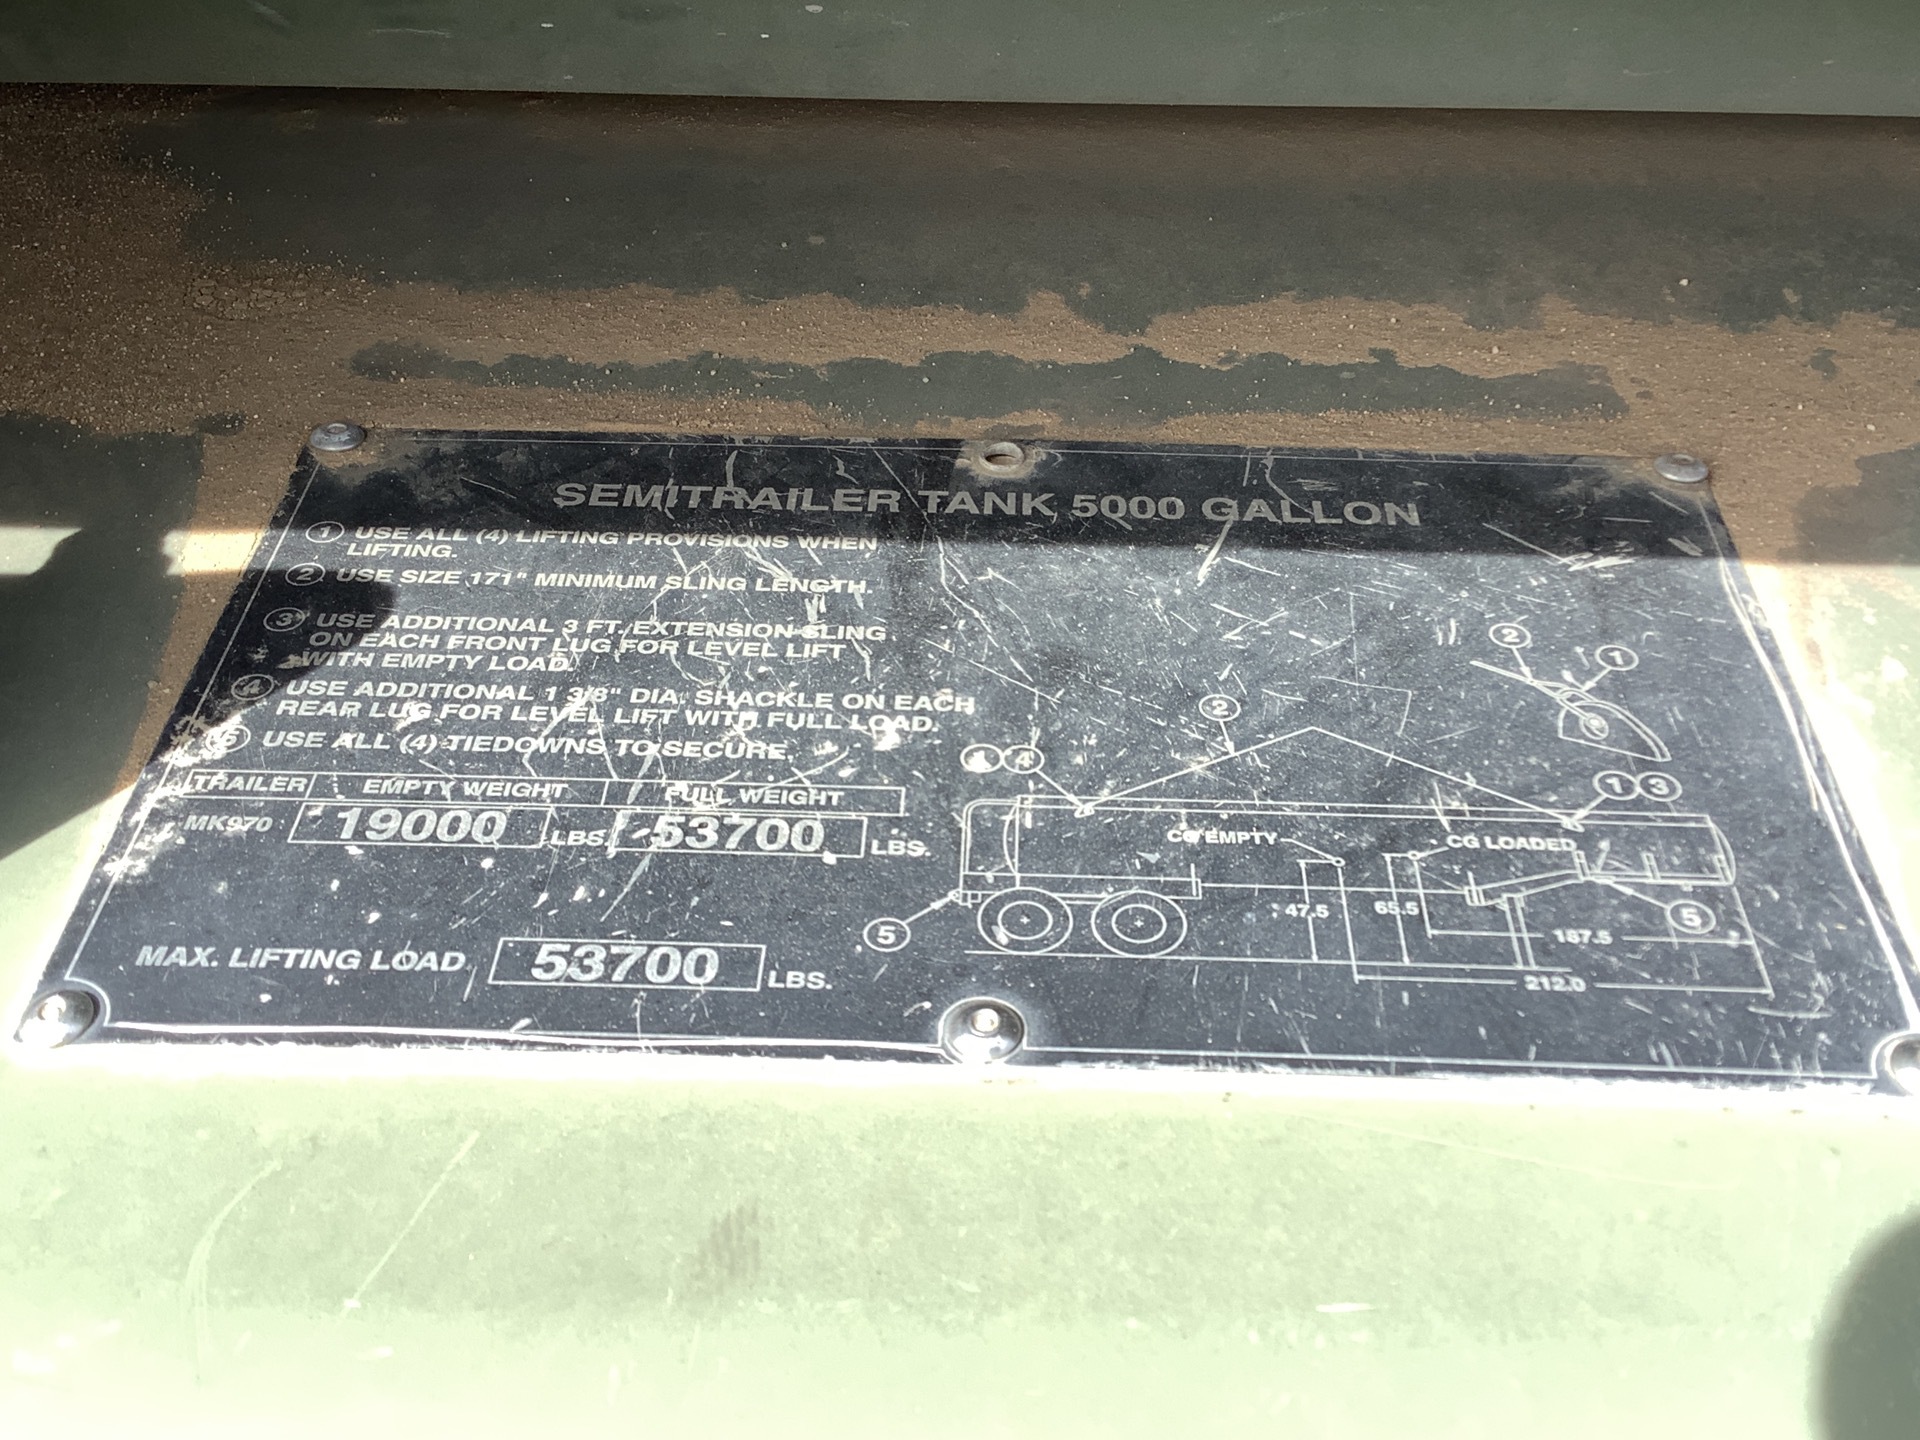 SEMITRAILER TANK, 5000 GALLON
1 USE ALL (4) LIFTING PROVISIONS WHEN
LIFTING.
2 USE SIZE 171" MINIMUM SLING LENGTH.
3 USE ADDITIONAL 3 FT. EXTENSION SLING
ON EACH FRONT LUG FOR LEVEL LIFT
WITH EMPTY LOAD.
4 USE ADDITIONAL 1 3/8" DIA. SHACKLE ON EACH
REAR LUG FOR LEVEL LIFT WITH FULL LOAD.
5 USE ALL (4) TIEDOWNS TO SECURE.
TRAILER EMPTY WEIGHT FULL WEIGHT
MK970 19000 LBS. 53700 LBS.
MAX. LIFTING LOAD 53700 LBS.
2 1
2
1 4
1 3
CG EMPTY CG LOADED
47.5 65.5 5
5 187.5
212.0